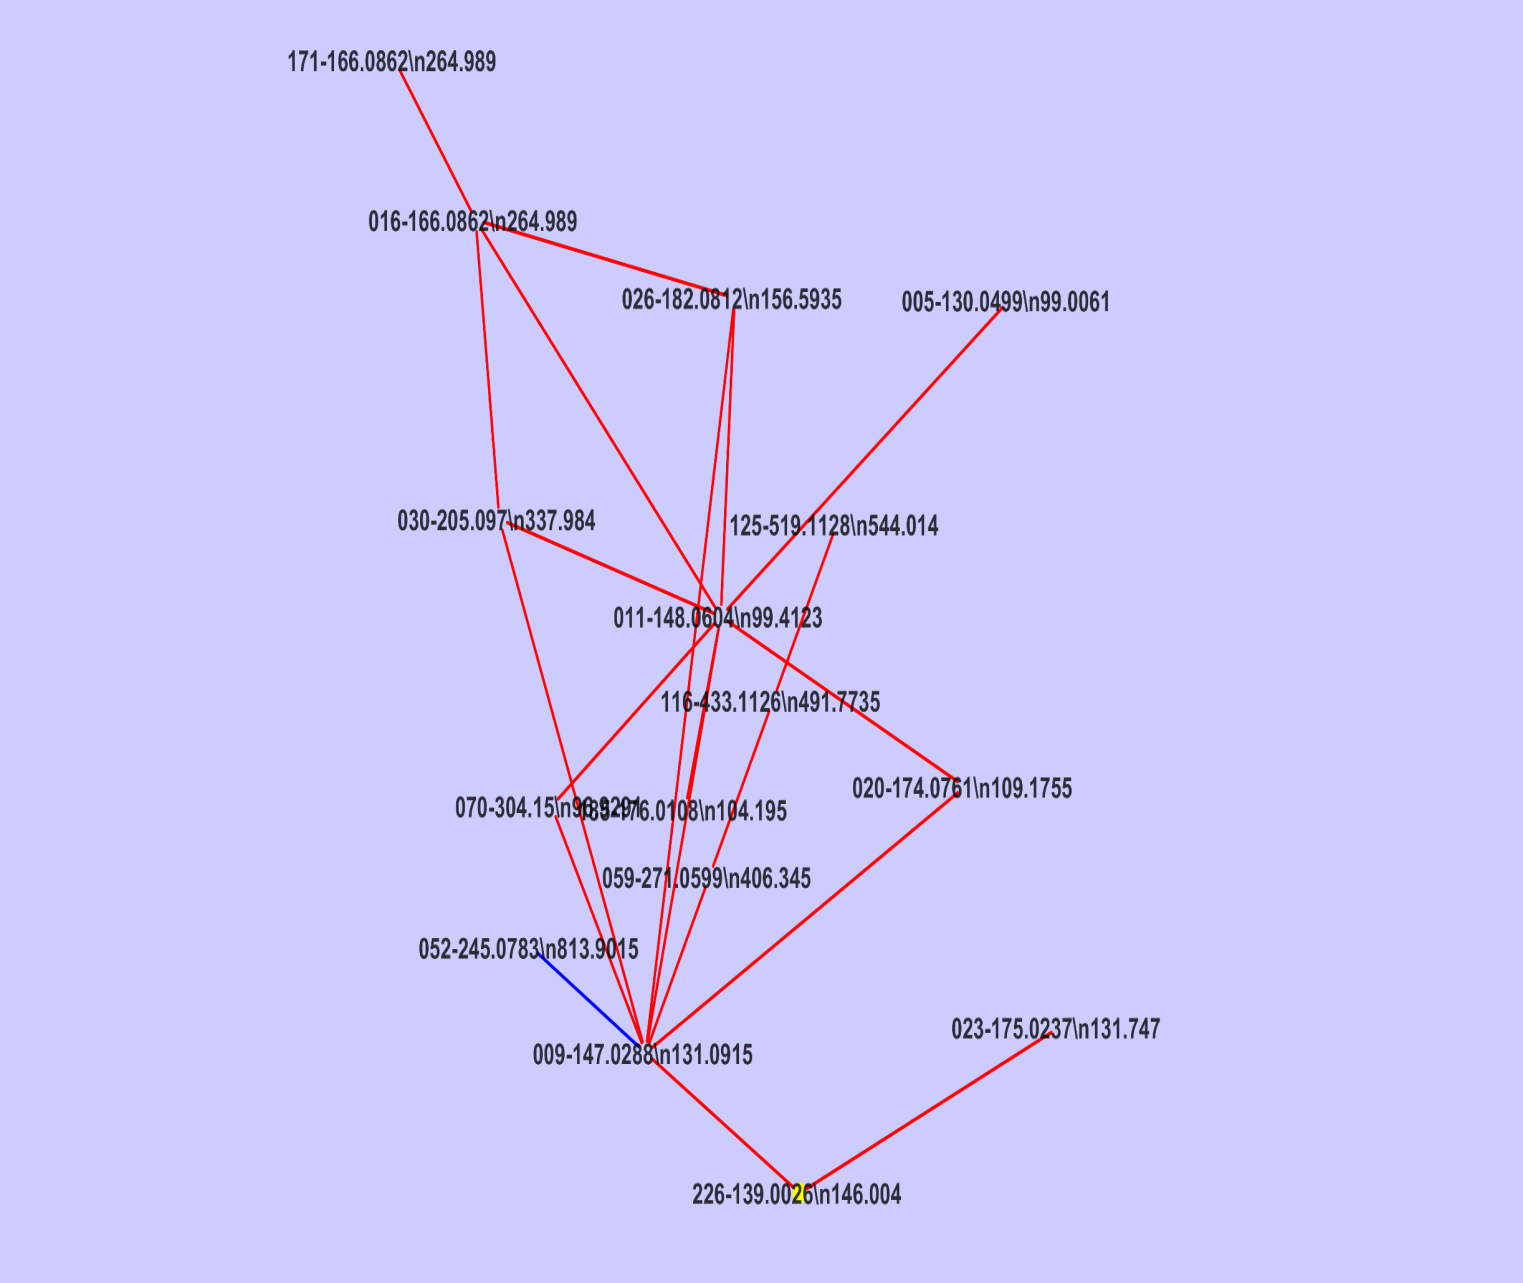 171-166.0862\n264.989
016-166.0862\n264.989
026-182.0812\n156.5935
005-130.0499\n99.0061
030-205.097\n337.984
125-519.1128\n544.014
011-148.0604\n99.4123
116-433.1126\n491.7735
020-174.0761\n109.1755
059-271.0599\n406.345
052-245.0783\n813.9015
023-175.0237\n131.747
009-147.0288\n131.0915
226-139.0026\n146.004